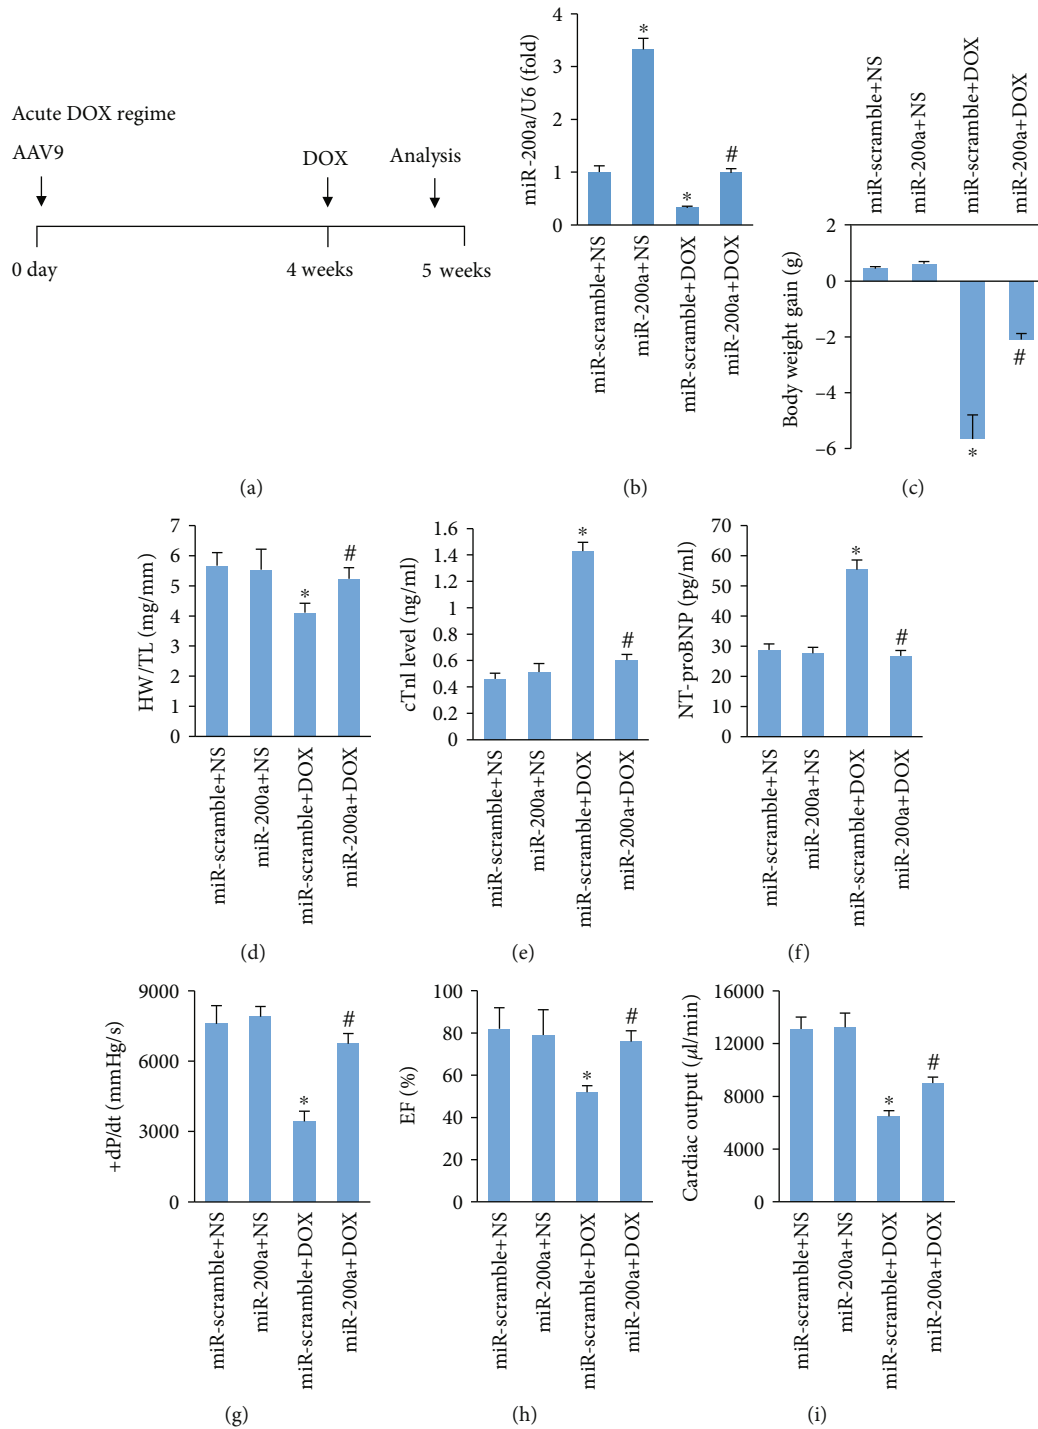 Acute DOX regime
AAV9
DOX
Analysis
0 day
4 weeks
5 weeks
(a)
miR-200a/U6 (fold)
4
3
2
1
0
*
*
#
miR-scramble+NS
miR-200a+NS
miR-scramble+DOX
miR-200a+DOX
(b)
miR-scramble+NS
miR-200a+NS
miR-scramble+DOX
miR-200a+DOX
Body weight gain (g)
2
0
−2
−4
−6
*
#
(c)
HW/TL (mg/mm)
7
6
5
4
3
2
1
0
*
#
miR-scramble+NS
miR-200a+NS
miR-scramble+DOX
miR-200a+DOX
(d)
cTnl level (ng/ml)
1.6
1.4
1.2
1
0.8
0.6
0.4
0.2
0
*
#
miR-scramble+NS
miR-200a+NS
miR-scramble+DOX
miR-200a+DOX
(e)
NT-proBNP (pg/ml)
70
60
50
40
30
20
10
0
*
#
miR-scramble+NS
miR-200a+NS
miR-scramble+DOX
miR-200a+DOX
(f)
+dP/dt (mmHg/s)
9000
6000
3000
0
*
#
miR-scramble+NS
miR-200a+NS
miR-scramble+DOX
miR-200a+DOX
(g)
EF (%)
100
80
60
40
20
0
*
#
miR-scramble+NS
miR-200a+NS
miR-scramble+DOX
miR-200a+DOX
(h)
Cardiac output (μl/min)
16000
12000
8000
4000
0
*
#
miR-scramble+NS
miR-200a+NS
miR-scramble+DOX
miR-200a+DOX
(i)